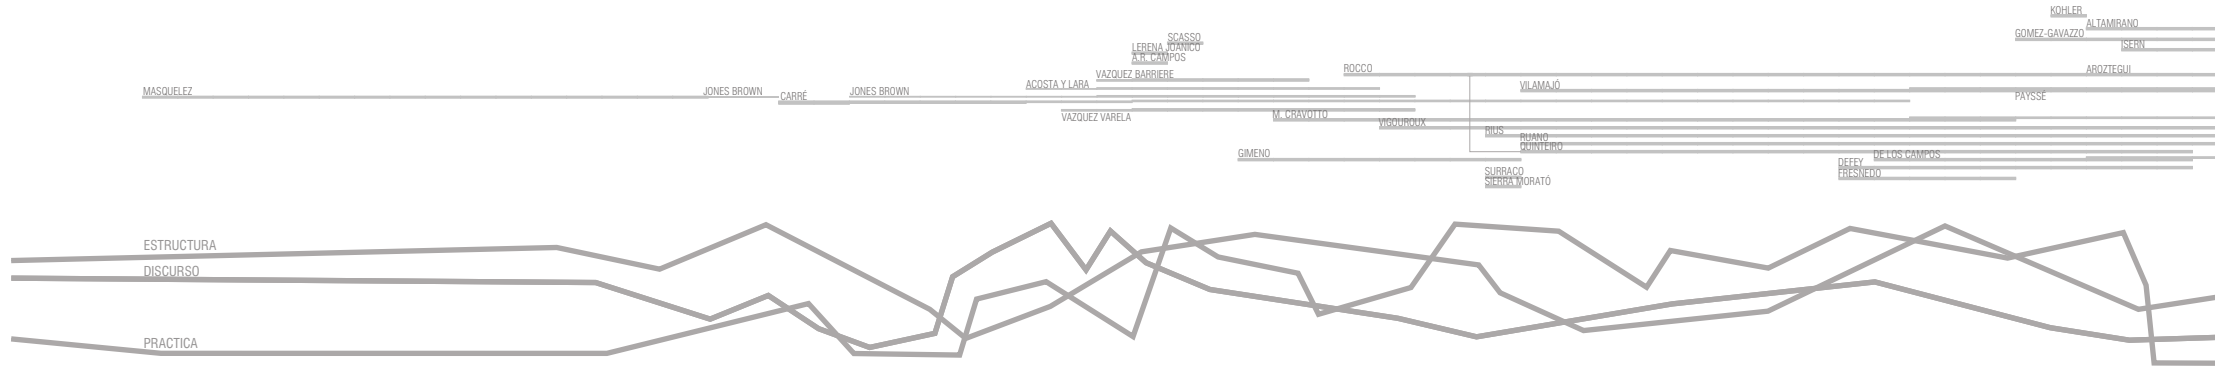 KOHLER
ALTAMIRANO
GOMEZ-GAVAZZO
SCASSO
ISERN
LERENA JOANICO
A.R. CAMPOS
ROCCO
AROZTEGUI
VAZQUEZ BARRIERE
ACOSTA Y LARA
VILAMAJÓ
MASQUELEZ
JONES BROWN
CARRÉ
JONES BROWN
PAYSSÉ
VAZQUEZ VARELA
M. CRAVOTTO
VIGOUROUX
RIUS
RUANO
QUINTEIRO
GIMENO
DE LOS CAMPOS
DEFEY
SURRACO
FRESNEDO
SIERRA MORATÓ
ESTRUCTURA
DISCURSO
PRACTICA